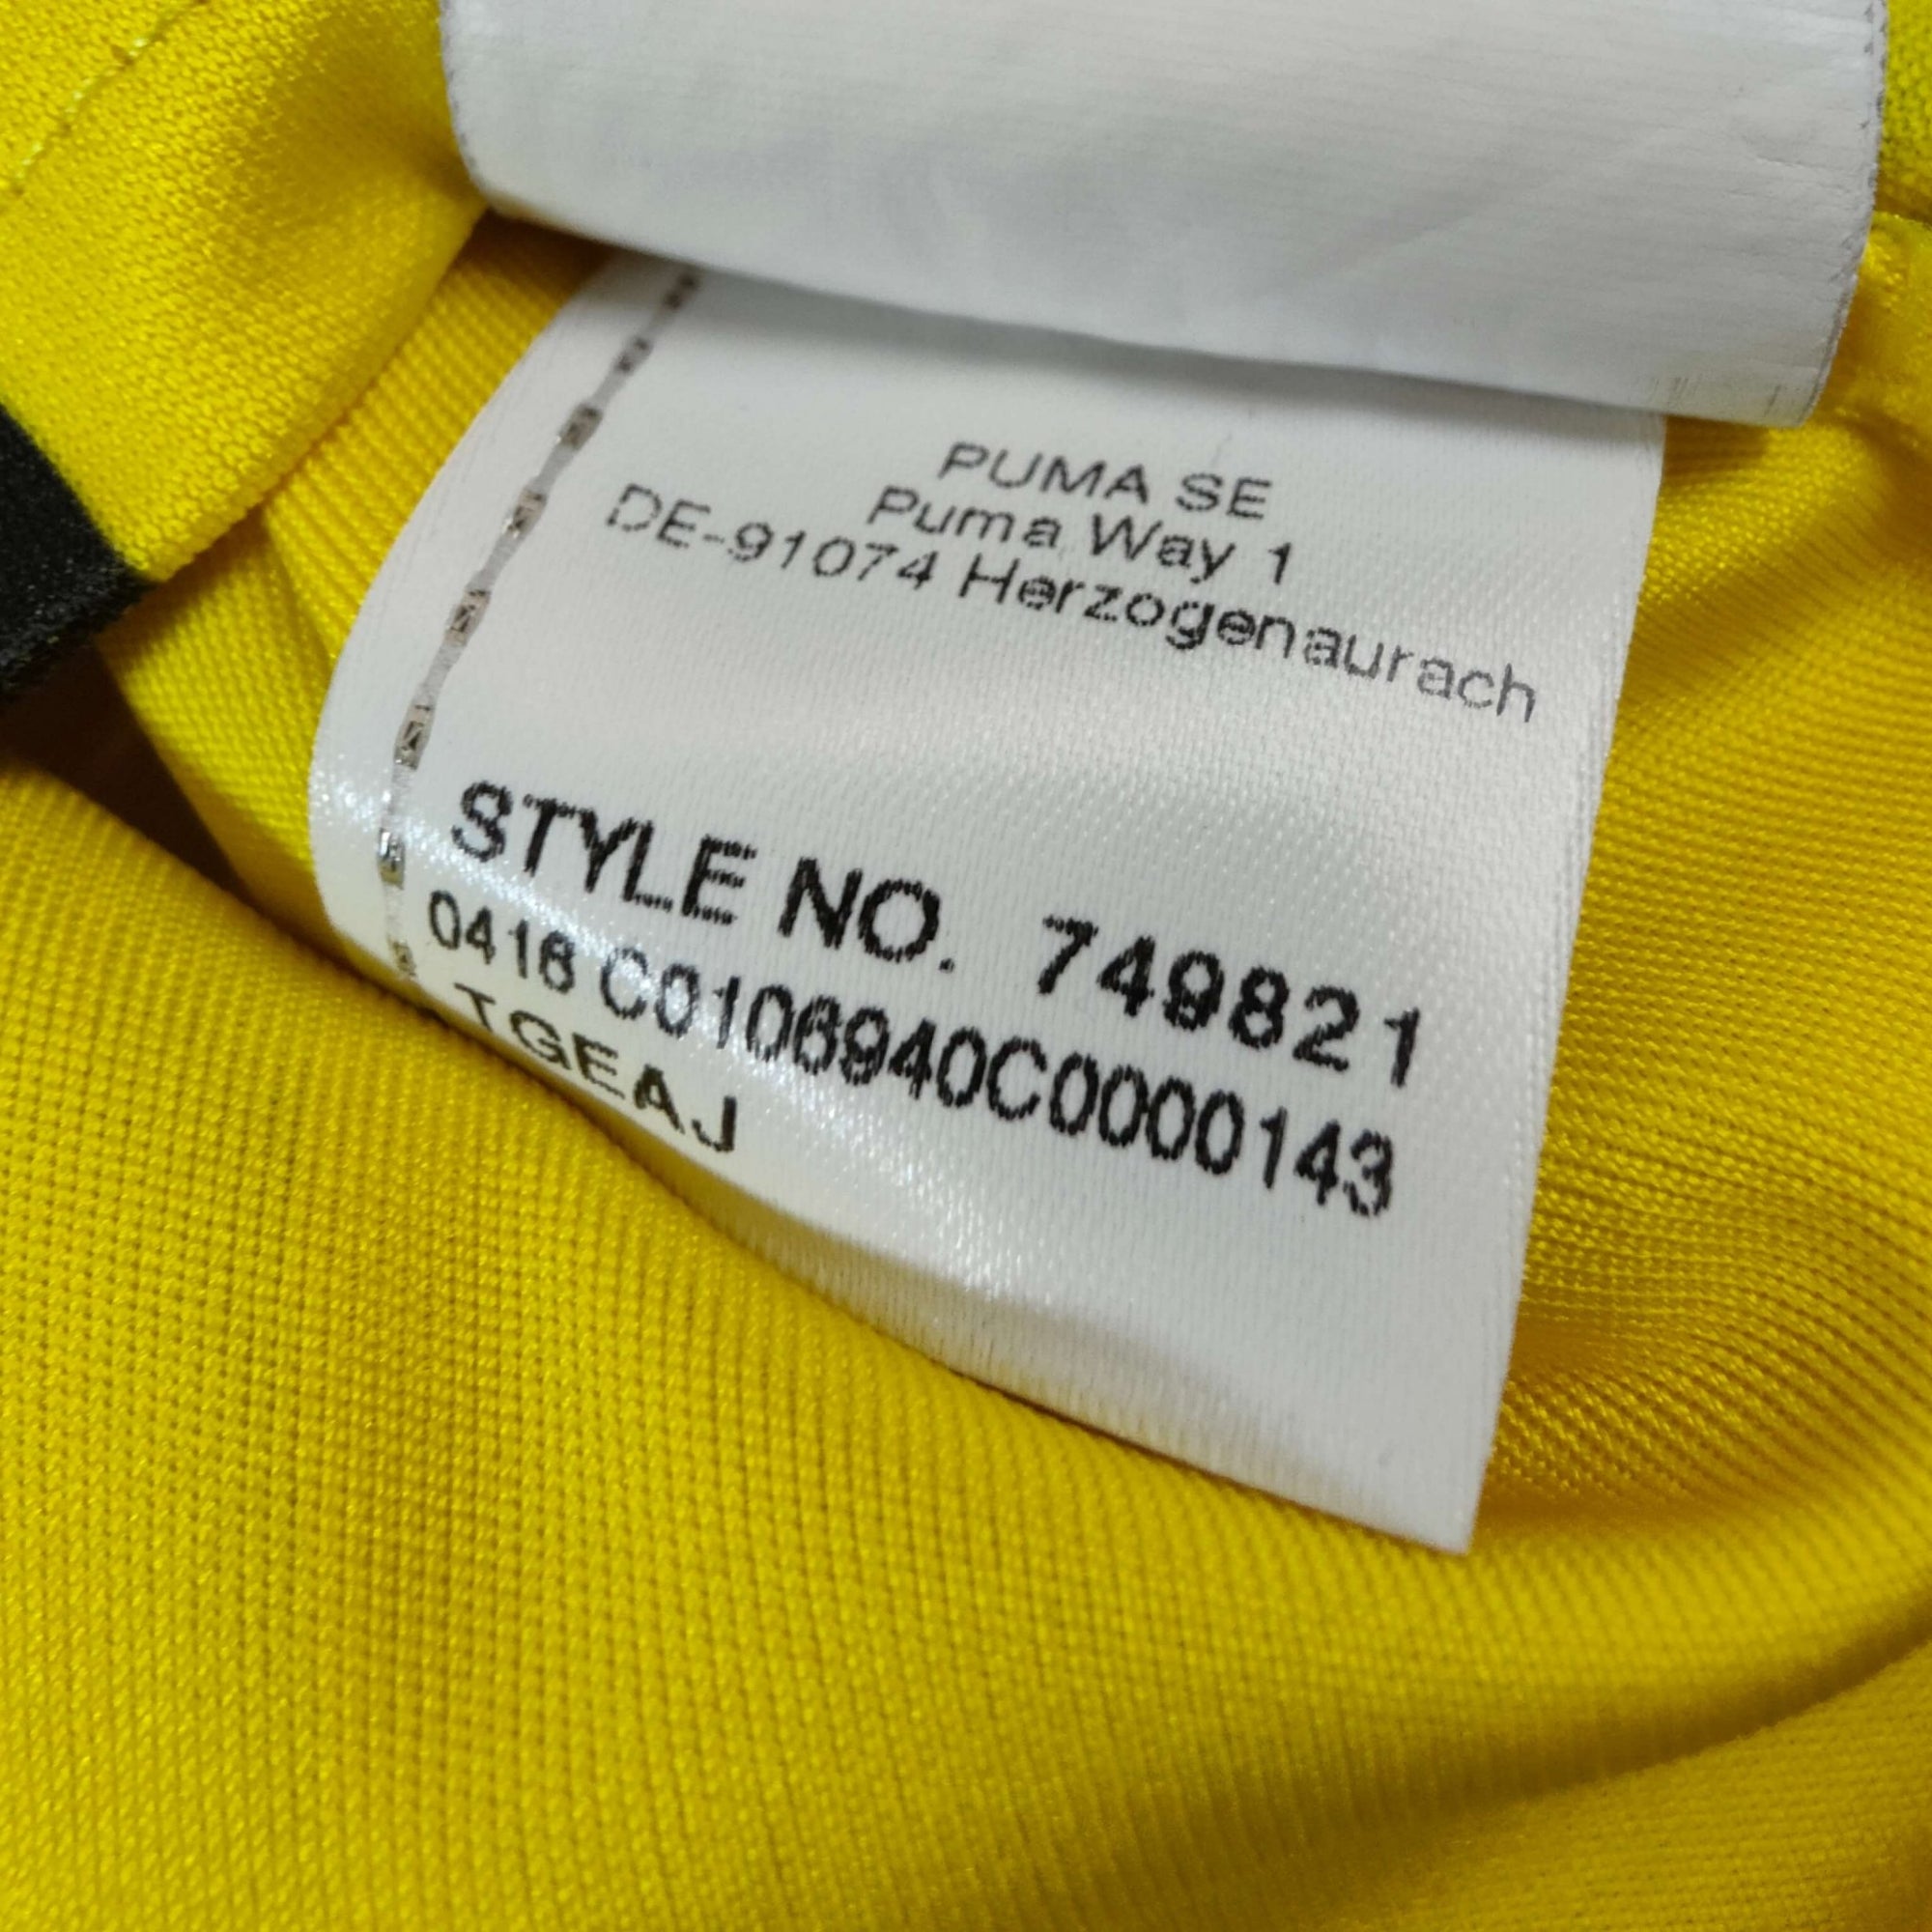 PUMA SE
Puma Way 1
DE-91074 Herzogenaurach
STYLE NO. 749821
0416 C0106940C0000143
TGEAJ